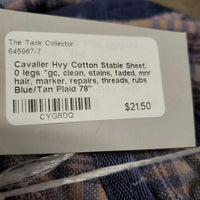 The Tack Collector
645967-7
Cavalier Hvy Cotton Stable Sheet,
0 legs *gc, clean, stains, faded, mnr
hair, marker, repairs, threads, rubs
Blue/Tan Plaid 78"
$21.50
CYGRDQ